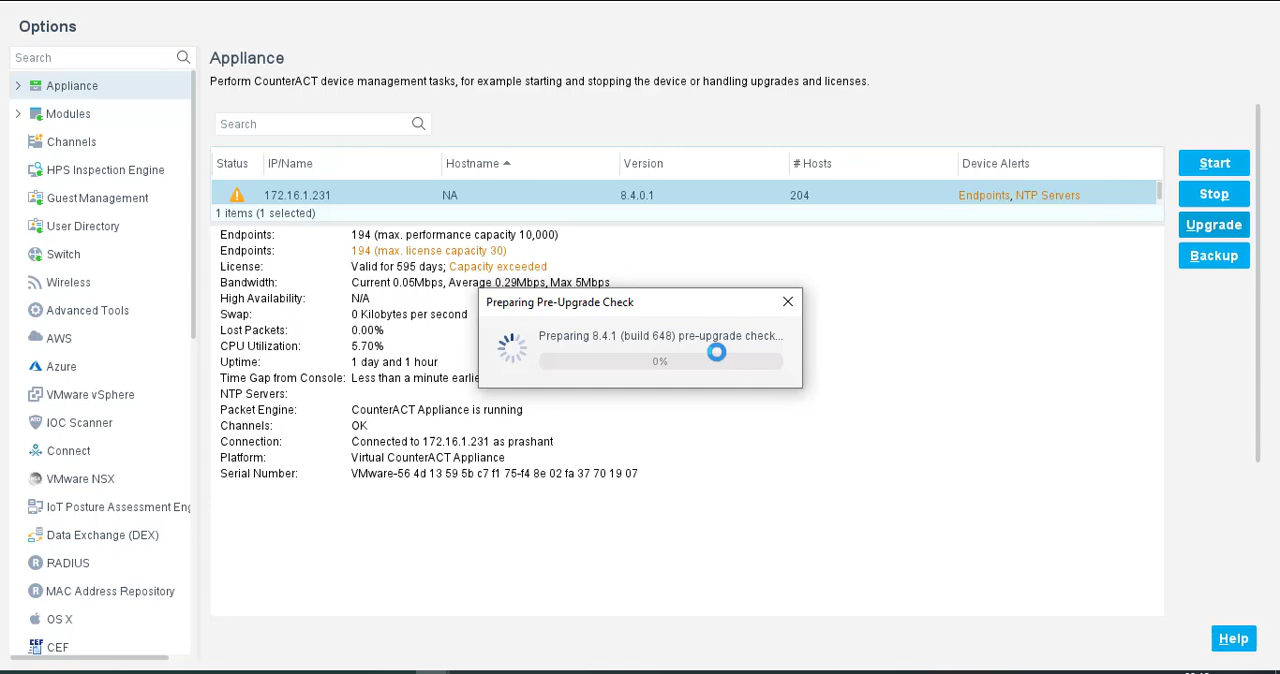 Options
Search
Appliance
Modules
Channels
HPS Inspection Engine
Guest Management
User Directory
Switch
Wireless
Advanced Tools
AWS
Azure
VMware vSphere
IOC Scanner
Connect
VMware NSX
IoT Posture Assessment Eng
Data Exchange (DEX)
RADIUS
MAC Address Repository
OS X
CEF
Appliance
Perform CounterACT device management tasks, for example starting and stopping the device or handling upgrades and licenses.
Search
Status IP/Name Hostname Version # Hosts Device Alerts
172.16.1.231 NA 8.4.0.1 204 Endpoints, NTP Servers
1 items (1 selected)
Endpoints: 194 (max. performance capacity 10,000)
Endpoints: 194 (max. license capacity 30)
License: Valid for 595 days; Capacity exceeded
Bandwidth: Current 0.05Mbps, Average 0.29Mbps, Max 5Mbps
High Availability: N/A
Swap: 0 Kilobytes per second
Lost Packets: 0.00%
CPU Utilization: 5.70%
Uptime: 1 day and 1 hour
Time Gap from Console: Less than a minute earlie
NTP Servers:
Packet Engine: CounterACT Appliance is running
Channels: OK
Connection: Connected to 172.16.1.231 as prashant
Platform: Virtual CounterACT Appliance
Serial Number: VMware-56 4d 13 59 5b c7 f1 75-f4 8e 02 fa 37 70 19 07
Preparing Pre-Upgrade Check
Preparing 8.4.1 (build 648) pre-upgrade check...
0%
Start
Stop
Upgrade
Backup
Help